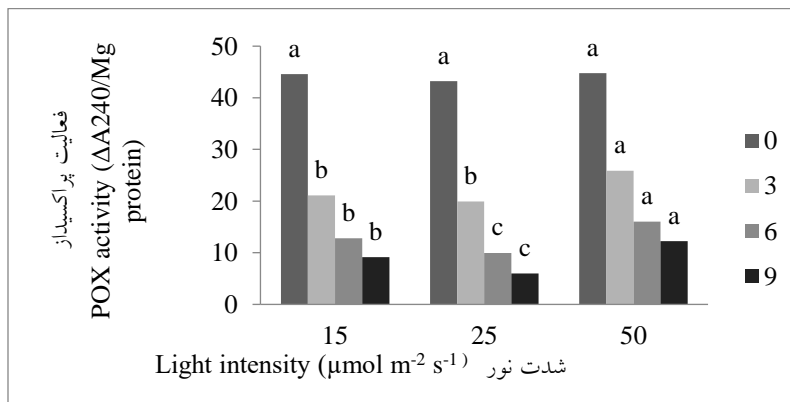 فعالیت پراکسیداز
POX activity (ΔA240/Mg
protein)
50
40
30
20
10
0
a
b
b
b
a
b
c
c
a
a
a
a
15
25
50
Light intensity (µmol m⁻² s⁻¹ ) شدت نور
0
3
6
9